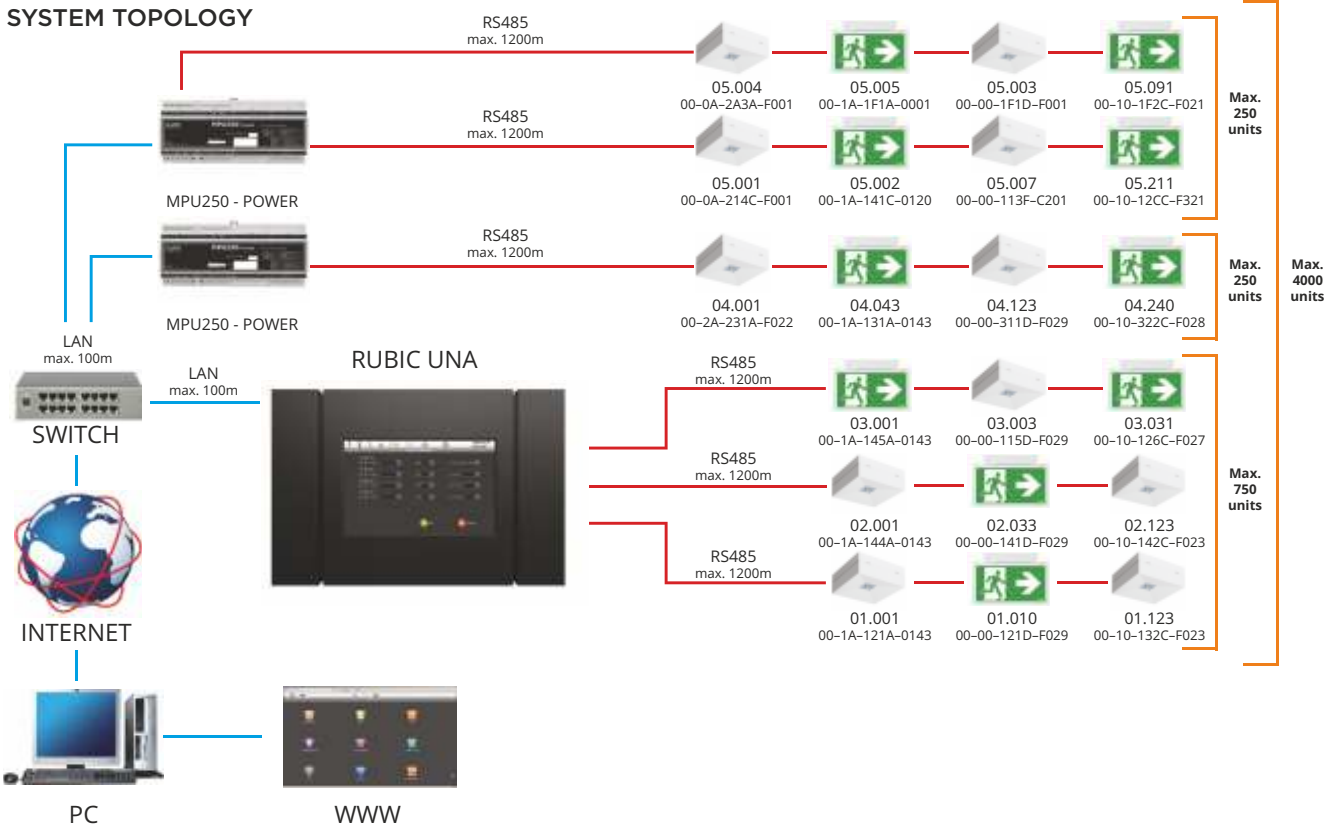 SYSTEM TOPOLOGY
RS485
max. 1200m
05.004
00–0A–2A3A–F001
05.005
00–1A–1F1A–0001
05.003
00–00–1F1D–F001
05.091
00–10–1F2C–F021
Max.
250
units
RS485
max. 1200m
MPU250 - POWER
05.001
00–0A–214C–F001
05.002
00–1A–141C–0120
05.007
00–00–113F–C201
05.211
00–10–12CC–F321
RS485
max. 1200m
MPU250 - POWER
04.001
00–2A–231A–F022
04.043
00–1A–131A–0143
04.123
00–00–311D–F029
04.240
00–10–322C–F028
Max.
250
units
Max.
4000
units
LAN
max. 100m
SWITCH
LAN
max. 100m
RUBIC UNA
RS485
max. 1200m
03.001
00–1A–145A–0143
03.003
00–00–115D–F029
03.031
00–10–126C–F027
RS485
max. 1200m
02.001
00–1A–144A–0143
02.033
00–00–141D–F029
02.123
00–10–142C–F023
Max.
750
units
RS485
max. 1200m
01.001
00–1A–121A–0143
01.010
00–00–121D–F029
01.123
00–10–132C–F023
INTERNET
PC
WWW